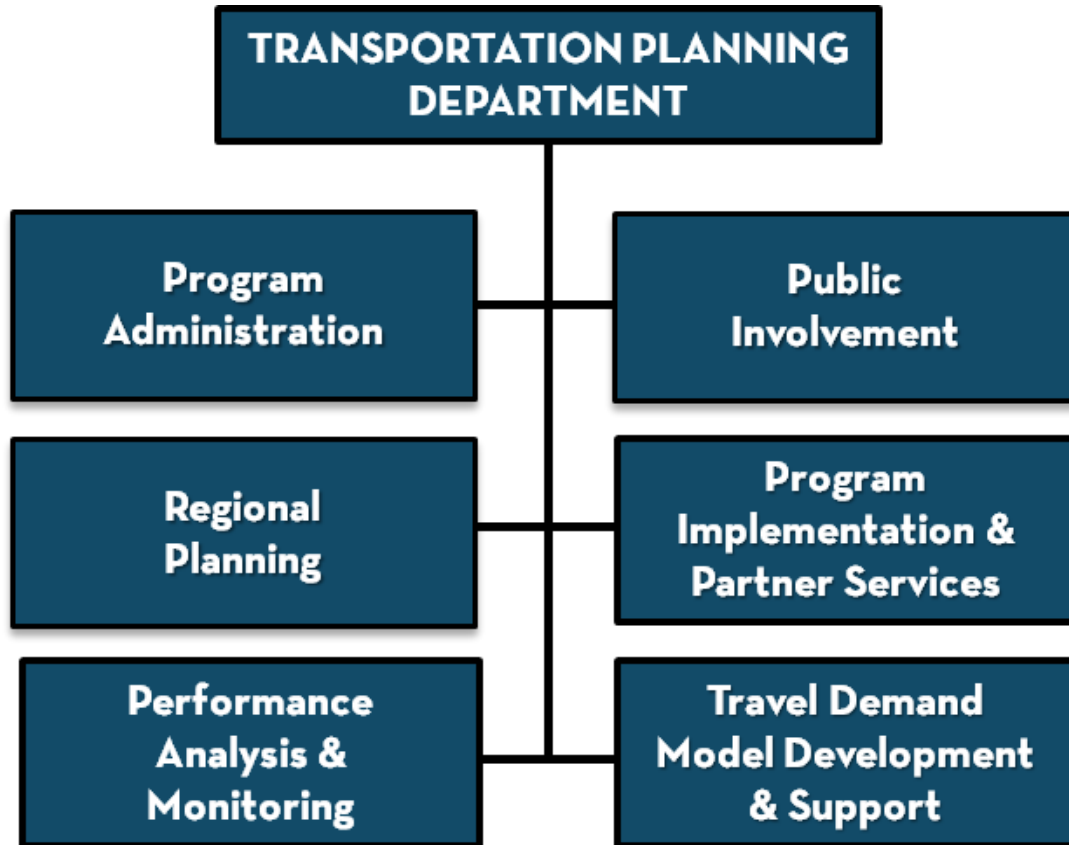 TRANSPORTATION PLANNING
DEPARTMENT
Program
Administration
Public
Involvement
Regional
Planning
Program
Implementation &
Partner Services
Performance
Analysis &
Monitoring
Travel Demand
Model Development
& Support